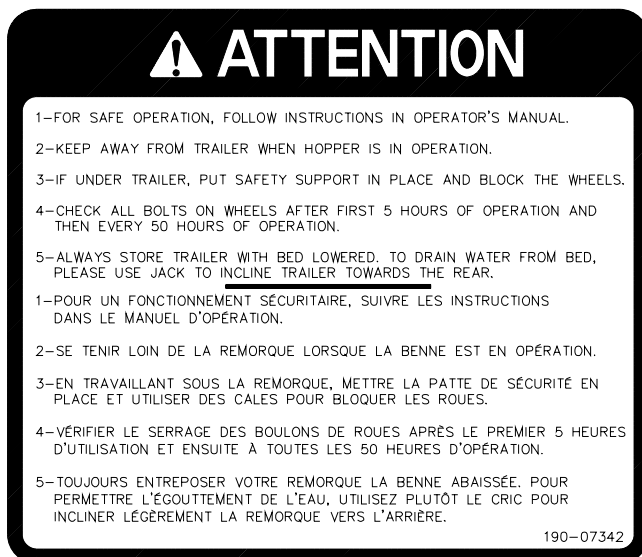 ATTENTION
1-FOR SAFE OPERATION, FOLLOW INSTRUCTIONS IN OPERATOR'S MANUAL.
2-KEEP AWAY FROM TRAILER WHEN HOPPER IS IN OPERATION.
3-IF UNDER TRAILER, PUT SAFETY SUPPORT IN PLACE AND BLOCK THE WHEELS.
4-CHECK ALL BOLTS ON WHEELS AFTER FIRST 5 HOURS OF OPERATION AND
THEN EVERY 50 HOURS OF OPERATION.
5-ALWAYS STORE TRAILER WITH BED LOWERED. TO DRAIN WATER FROM BED,
PLEASE USE JACK TO INCLINE TRAILER TOWARDS THE REAR.
1-POUR UN FONCTIONNEMENT SÉCURITAIRE, SUIVRE LES INSTRUCTIONS
DANS LE MANUEL D'OPÉRATION.
2-SE TENIR LOIN DE LA REMORQUE LORSQUE LA BENNE EST EN OPÉRATION.
3-EN TRAVAILLANT SOUS LA REMORQUE, METTRE LA PATTE DE SÉCURITÉ EN
PLACE ET UTILISER DES CALES POUR BLOQUER LES ROUES.
4-VÉRIFIER LE SERRAGE DES BOULONS DE ROUES APRÈS LE PREMIER 5 HEURES
D'UTILISATION ET ENSUITE À TOUTES LES 50 HEURES D'OPÉRATION.
5-TOUJOURS ENTREPOSER VOTRE REMORQUE LA BENNE ABAISSÉE. POUR
PERMETTRE L'ÉGOUTTEMENT DE L'EAU, UTILISEZ PLUTÔT LE CRIC POUR
INCLINER LÉGÈREMENT LA REMORQUE VERS L'ARRIÈRE.
190-07342